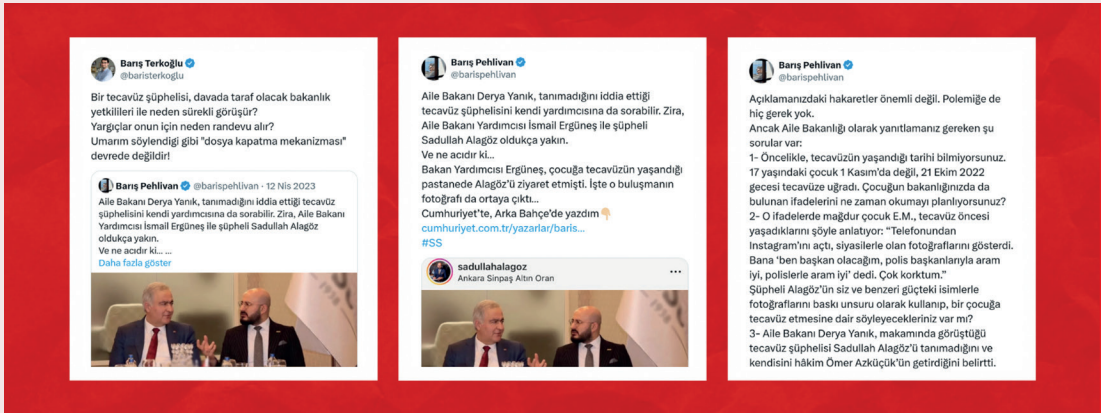 Barış Terkoğlu
@baristerkoglu
Bir tecavüz şüphelisi, davada taraf olacak bakanlık
yetkilileri ile neden sürekli görüşür?
Yargıçlar onun için neden randevu alır?
Umarım söylendigi gibi "dosya kapatma mekanizması"
devrede değildir!
Barış Pehlivan @barispehlivan · 12 Nis 2023
Aile Bakanı Derya Yanık, tanımadığını iddia ettiği tecavüz
şüphelisini kendi yardımcısına da sorabilir. Zira, Aile Bakanı
Yardımcısı İsmail Ergüneş ile şüpheli Sadullah Alagöz
oldukça yakın.
Ve ne acıdır ki... ...
Daha fazla göster
Barış Pehlivan
@barispehlivan
Aile Bakanı Derya Yanık, tanımadığını iddia ettiği
tecavüz şüphelisini kendi yardımcısına da sorabilir. Zira,
Aile Bakanı Yardımcısı İsmail Ergüneş ile şüpheli
Sadullah Alagöz oldukça yakın.
Ve ne acıdır ki...
Bakan Yardımcısı Ergüneş, çocuğa tecavüzün yaşandığı
pastanede Alagöz’ü ziyaret etmişti. İşte o buluşmanın
fotoğrafı da ortaya çıktı...
Cumhuriyet’te, Arka Bahçe’de yazdım👇🏻
cumhuriyet.com.tr/yazarlar/baris...
#SS
sadullahalagoz
Ankara Sinpaş Altın Oran
Barış Pehlivan
@barispehlivan
Açıklamanızdaki hakaretler önemli değil. Polemiğe de
hiç gerek yok.
Ancak Aile Bakanlığı olarak yanıtlamanız gereken şu
sorular var:
1- Öncelikle, tecavüzün yaşandığı tarihi bilmiyorsunuz.
17 yaşındaki çocuk 1 Kasım’da değil, 21 Ekim 2022
gecesi tecavüze uğradı. Çocuğun bakanlığınızda da
bulunan ifadelerini ne zaman okumayı planlıyorsunuz?
2- O ifadelerde mağdur çocuk E.M., tecavüz öncesi
yaşadıklarını şöyle anlatıyor: “Telefonundan
Instagram’ını açtı, siyasilerle olan fotoğraflarını gösterdi.
Bana ‘ben başkan olacağım, polis başkanlarıyla aram
iyi, polislerle aram iyi’ dedi. Çok korktum.”
Şüpheli Alagöz’ün siz ve benzeri güçteki isimlerle
fotoğraflarını baskı unsuru olarak kullanıp, bir çocuğa
tecavüz etmesine dair söyleyecekleriniz var mı?
3- Aile Bakanı Derya Yanık, makamında görüştüğü
tecavüz şüphelisi Sadullah Alagöz’ü tanımadığını ve
kendisini hâkim Ömer Azküçük’ün getirdiğini belirtti.